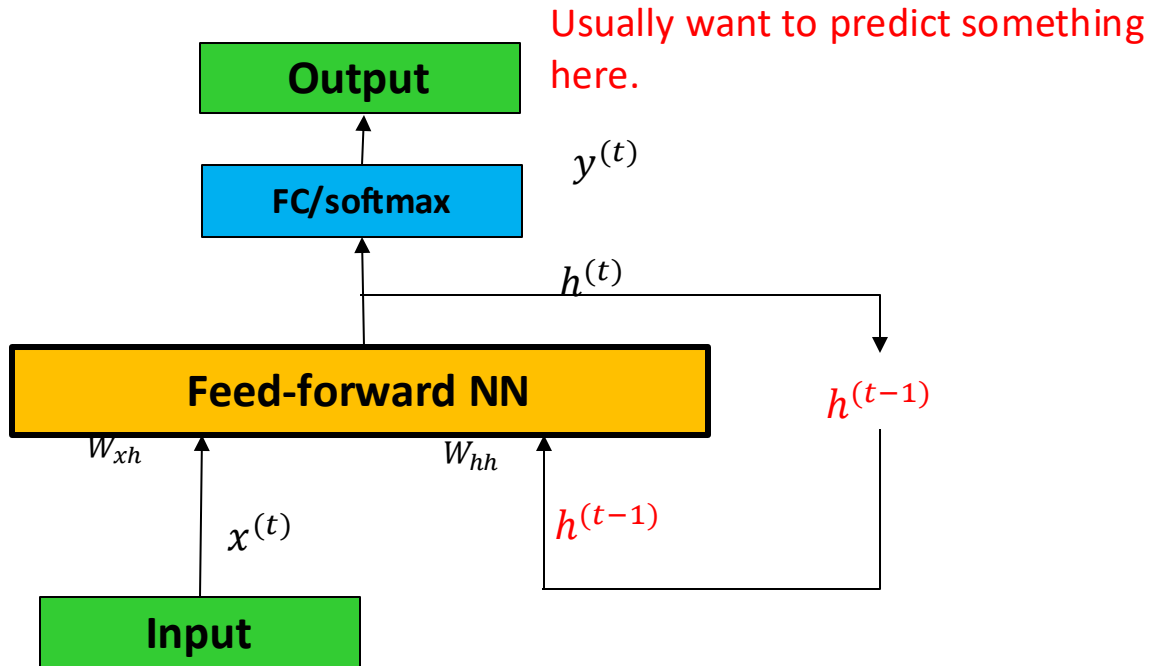 Usually want to predict something
here.
Output
y^(t)
FC/softmax
h^(t)
Feed-forward NN
h^(t−1)
W_xh
W_hh
x^(t)
h^(t−1)
Input